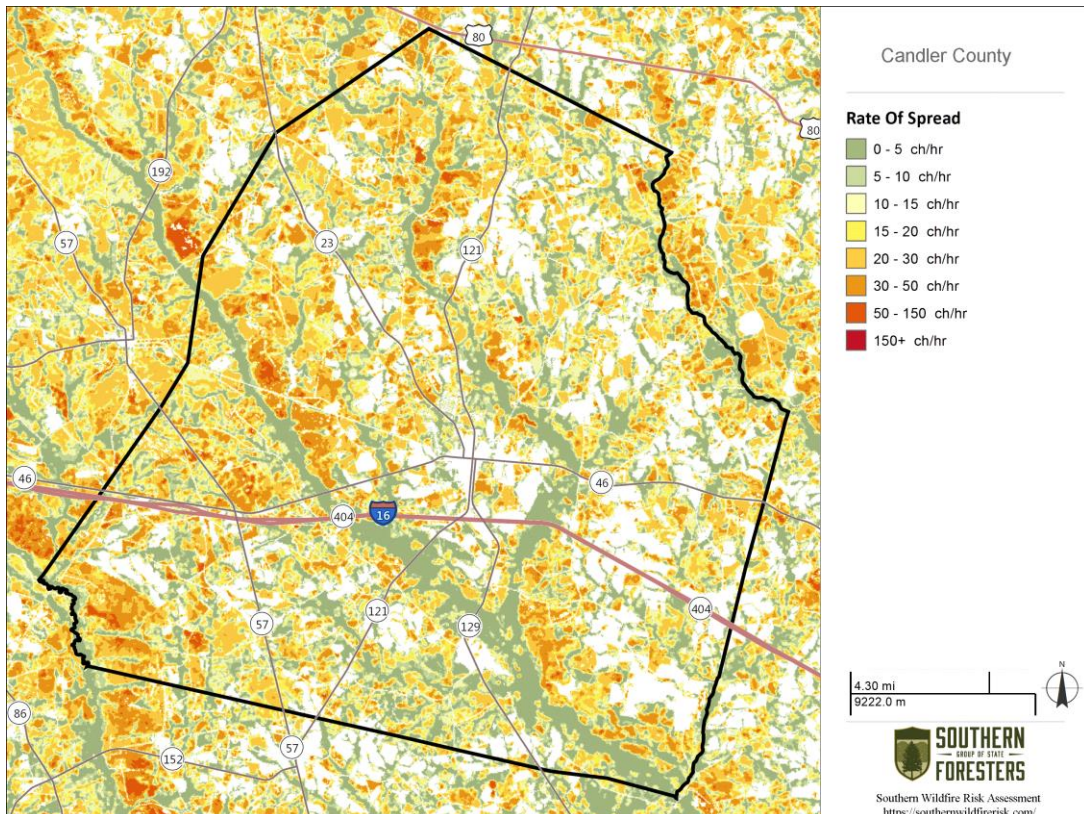 Candler County
Rate Of Spread
0 - 5 ch/hr
5 - 10 ch/hr
10 - 15 ch/hr
15 - 20 ch/hr
20 - 30 ch/hr
30 - 50 ch/hr
50 - 150 ch/hr
150+ ch/hr
80
80
192
57
23
121
46
46
404
16
404
57
121
129
86
152
57
N
4.30 mi
9222.0 m
SOUTHERN
GROUP OF STATE
FORESTERS
Southern Wildfire Risk Assessment
https://southernwildfirerisk.com/